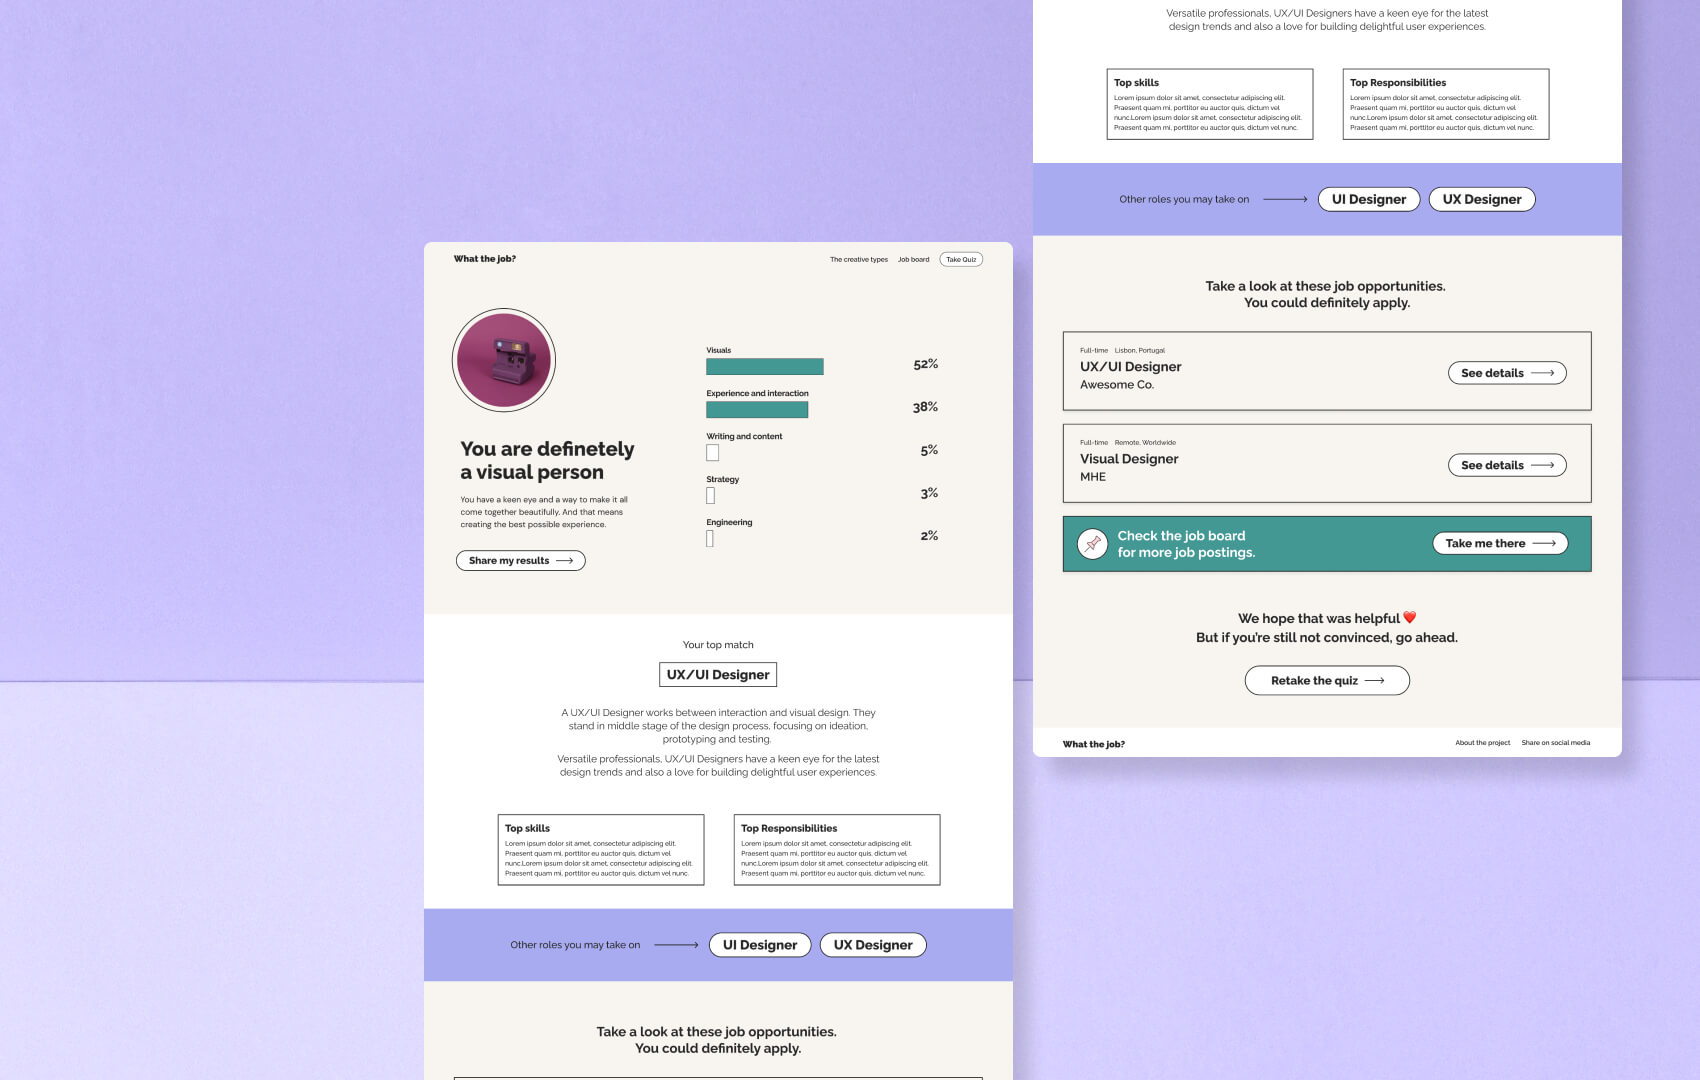 What the job?
The creative types
Job board
Take Quiz
You are definetely
a visual person
You have a keen eye and a way to make it all
come together beautifully. And that means
creating the best possible experience.
Share my results
Visuals
52%
Experience and interaction
38%
Writing and content
5%
Strategy
3%
Engineering
2%
Your top match
UX/UI Designer
A UX/UI Designer works between interaction and visual design. They
stand in middle stage of the design process, focusing on ideation,
prototyping and testing.
Versatile professionals, UX/UI Designers have a keen eye for the latest
design trends and also a love for building delightful user experiences.
Top skills
Lorem ipsum dolor sit amet, consectetur adipiscing elit.
Praesent quam mi, porttitor eu auctor quis, dictum vel
nunc.Lorem ipsum dolor sit amet, consectetur adipiscing elit.
Praesent quam mi, porttitor eu auctor quis, dictum vel nunc.
Top Responsibilities
Lorem ipsum dolor sit amet, consectetur adipiscing elit.
Praesent quam mi, porttitor eu auctor quis, dictum vel
nunc.Lorem ipsum dolor sit amet, consectetur adipiscing elit.
Praesent quam mi, porttitor eu auctor quis, dictum vel nunc.
Other roles you may take on
UI Designer
UX Designer
Take a look at these job opportunities.
You could definitely apply.
Versatile professionals, UX/UI Designers have a keen eye for the latest
design trends and also a love for building delightful user experiences.
Top skills
Lorem ipsum dolor sit amet, consectetur adipiscing elit.
Praesent quam mi, porttitor eu auctor quis, dictum vel
nunc.Lorem ipsum dolor sit amet, consectetur adipiscing elit.
Praesent quam mi, porttitor eu auctor quis, dictum vel nunc.
Top Responsibilities
Lorem ipsum dolor sit amet, consectetur adipiscing elit.
Praesent quam mi, porttitor eu auctor quis, dictum vel
nunc.Lorem ipsum dolor sit amet, consectetur adipiscing elit.
Praesent quam mi, porttitor eu auctor quis, dictum vel nunc.
Other roles you may take on
UI Designer
UX Designer
Take a look at these job opportunities.
You could definitely apply.
Full-time Lisbon, Portugal
UX/UI Designer
Awesome Co.
See details
Full-time Remote, Worldwide
Visual Designer
MHE
See details
Check the job board
for more job postings.
Take me there
We hope that was helpful ❤️
But if you're still not convinced, go ahead.
Retake the quiz
What the job?
About the project
Share on social media